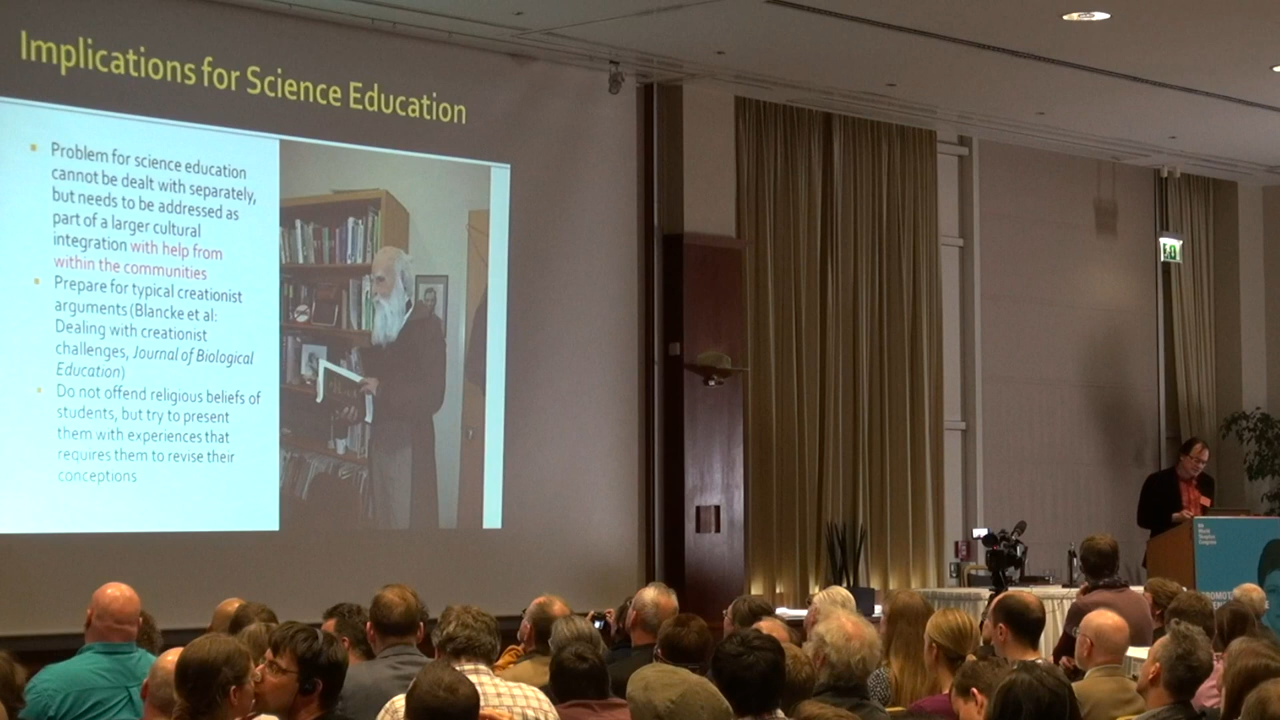 Implications for Science Education
Problem for science education
cannot be dealt with separately,
but needs to be addressed as
part of a larger cultural
integration with help from
within the communities
Prepare for typical creationist
arguments (Blancke et al:
Dealing with creationist
challenges, Journal of Biological
Education)
Do not offend religious beliefs of
students, but try to present
them with experiences that
requires them to revise their
conceptions
World
Skeptics
Congress